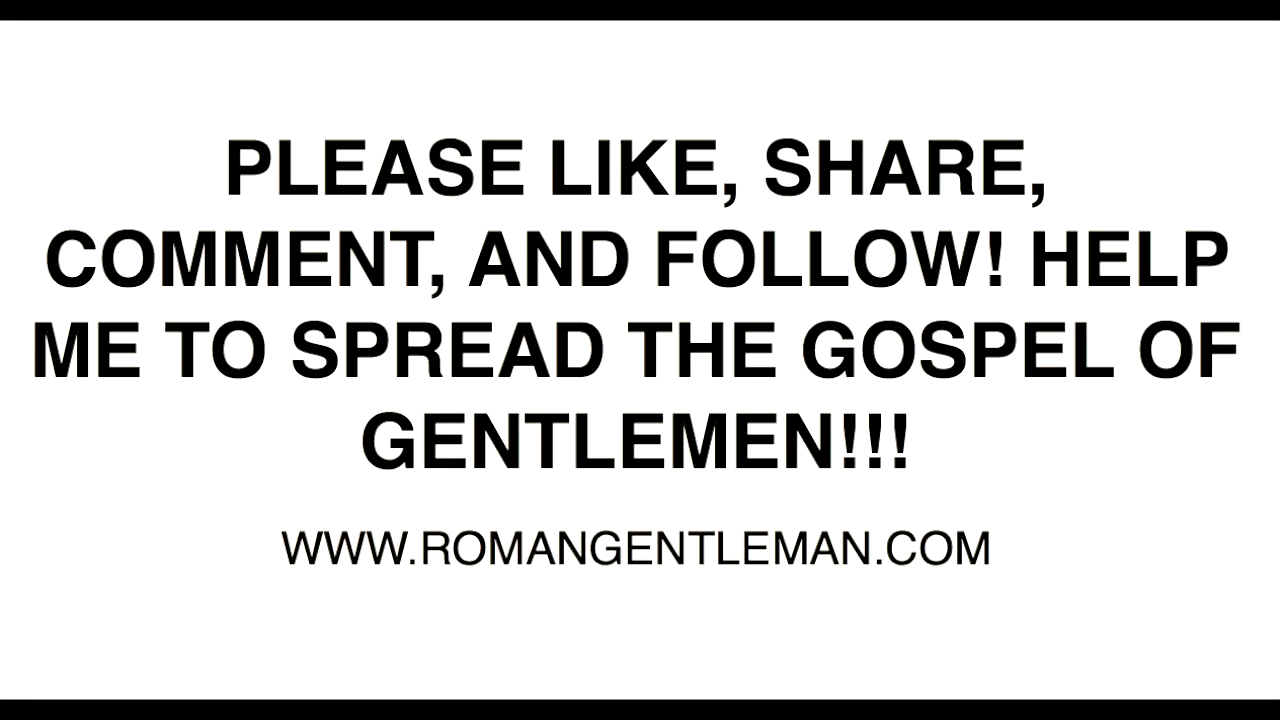 PLEASE LIKE, SHARE,
COMMENT, AND FOLLOW! HELP
ME TO SPREAD THE GOSPEL OF
GENTLEMEN!!!
WWW.ROMANGENTLEMAN.COM